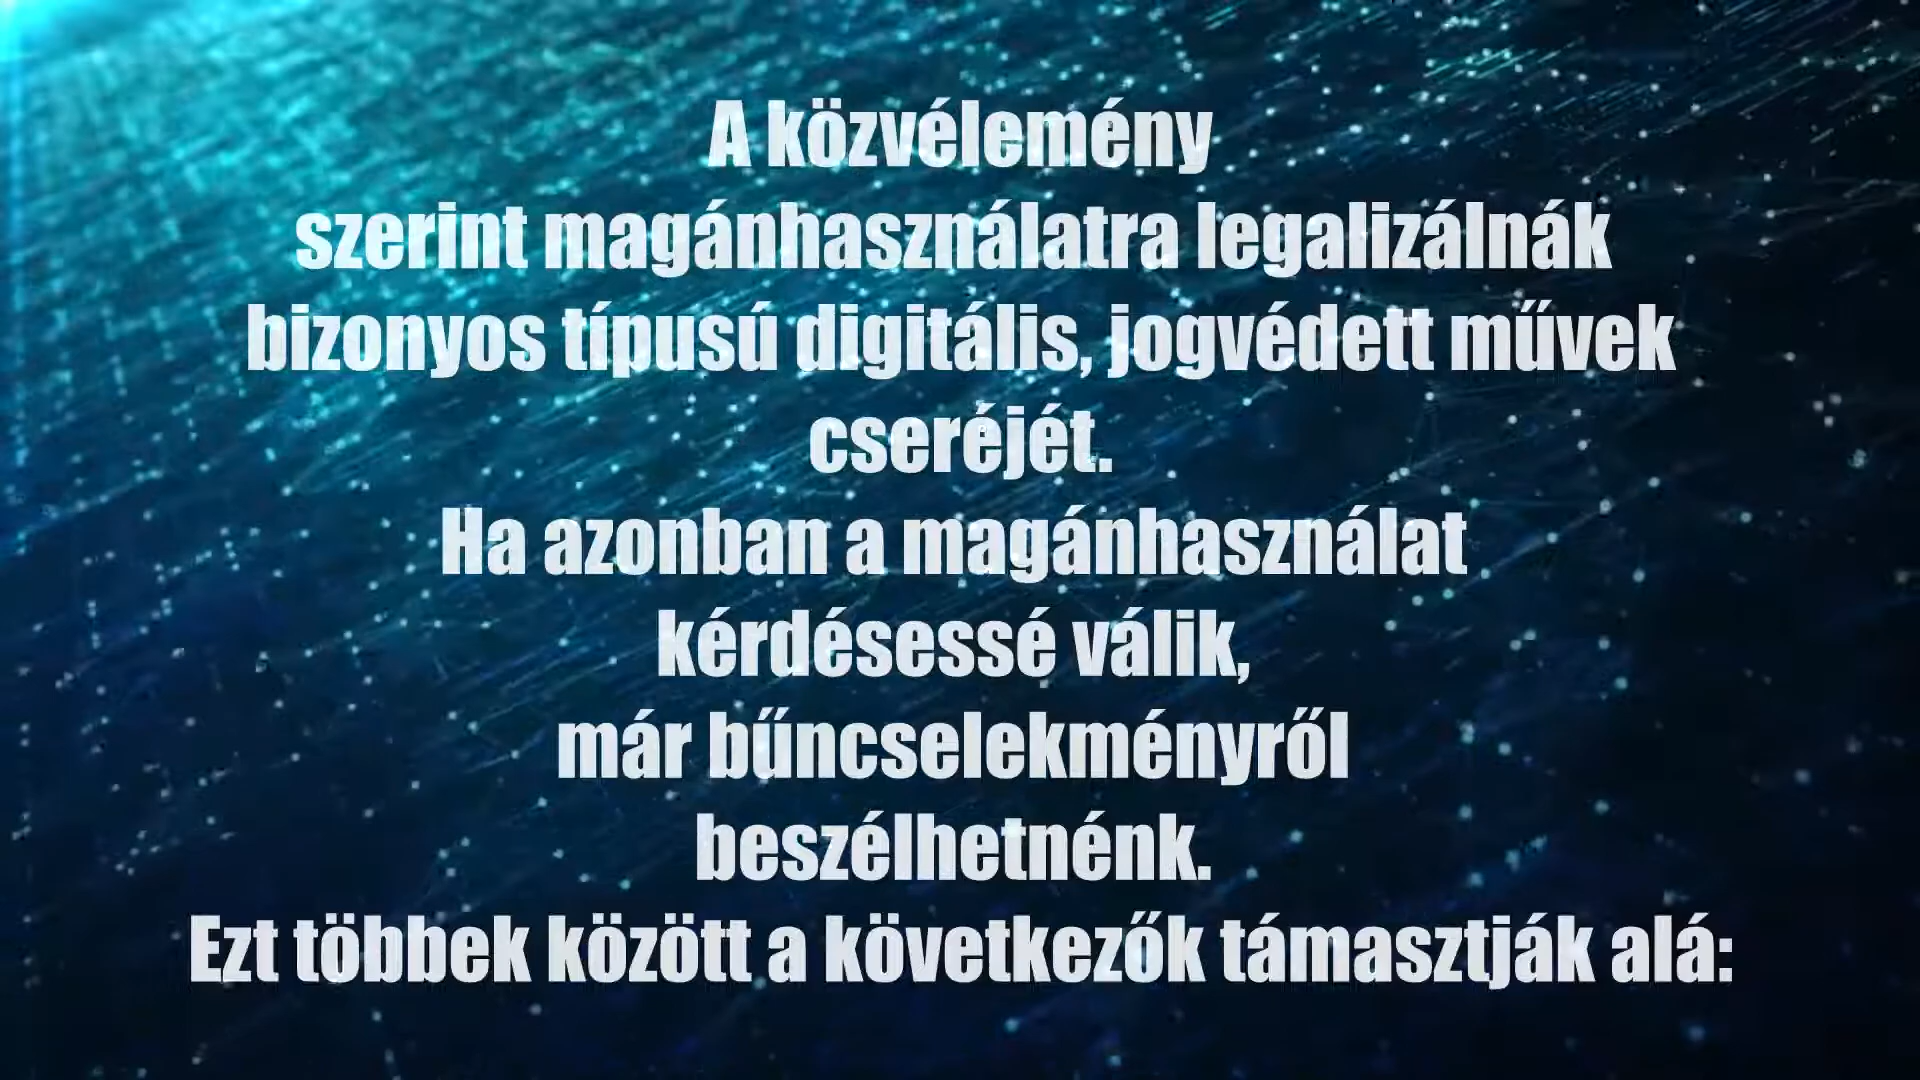 A közvélemény
szerint magánhasználatra legalizálnák
bizonyos típusú digitális, jogvédett művek
cseréjét.
Ha azonban a magánhasználat
kérdésessé válik,
már bűncselekményről
beszélhetnénk.
Ezt többek között a következők támasztják alá: